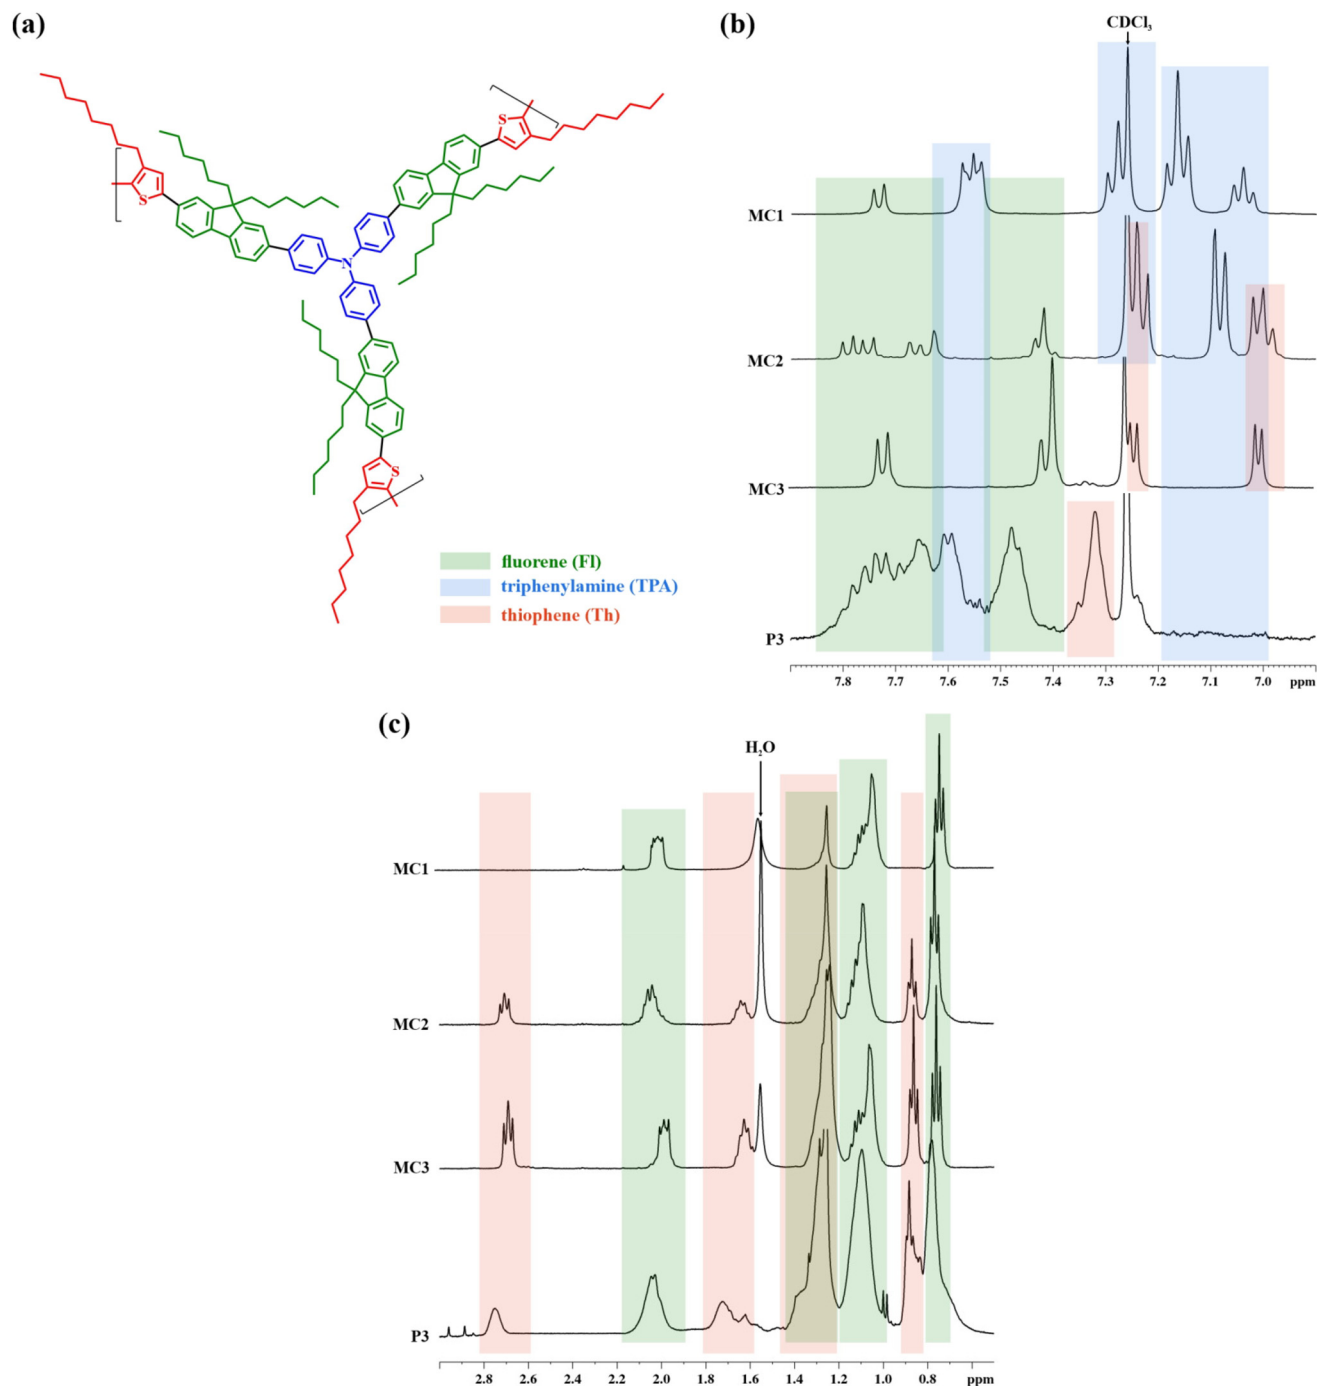 (a)
S
S
N
S
fluorene (Fl)
triphenylamine (TPA)
thiophene (Th)
(b)
CDCl₃
MC1
MC2
MC3
P3
7.8 7.7 7.6 7.5 7.4 7.3 7.2 7.1 7.0 ppm
(c)
H₂O
MC1
MC2
MC3
P3
2.8 2.6 2.4 2.2 2.0 1.8 1.6 1.4 1.2 1.0 0.8 ppm